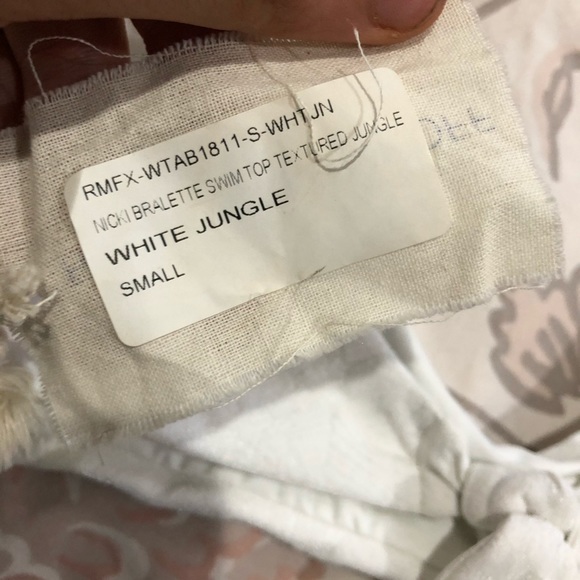 RMFX-WTAB1811-S-WHTJN
NICKI BRALETTE SWIM TOP TEXTURED JUNGLE
WHITE JUNGLE
SMALL